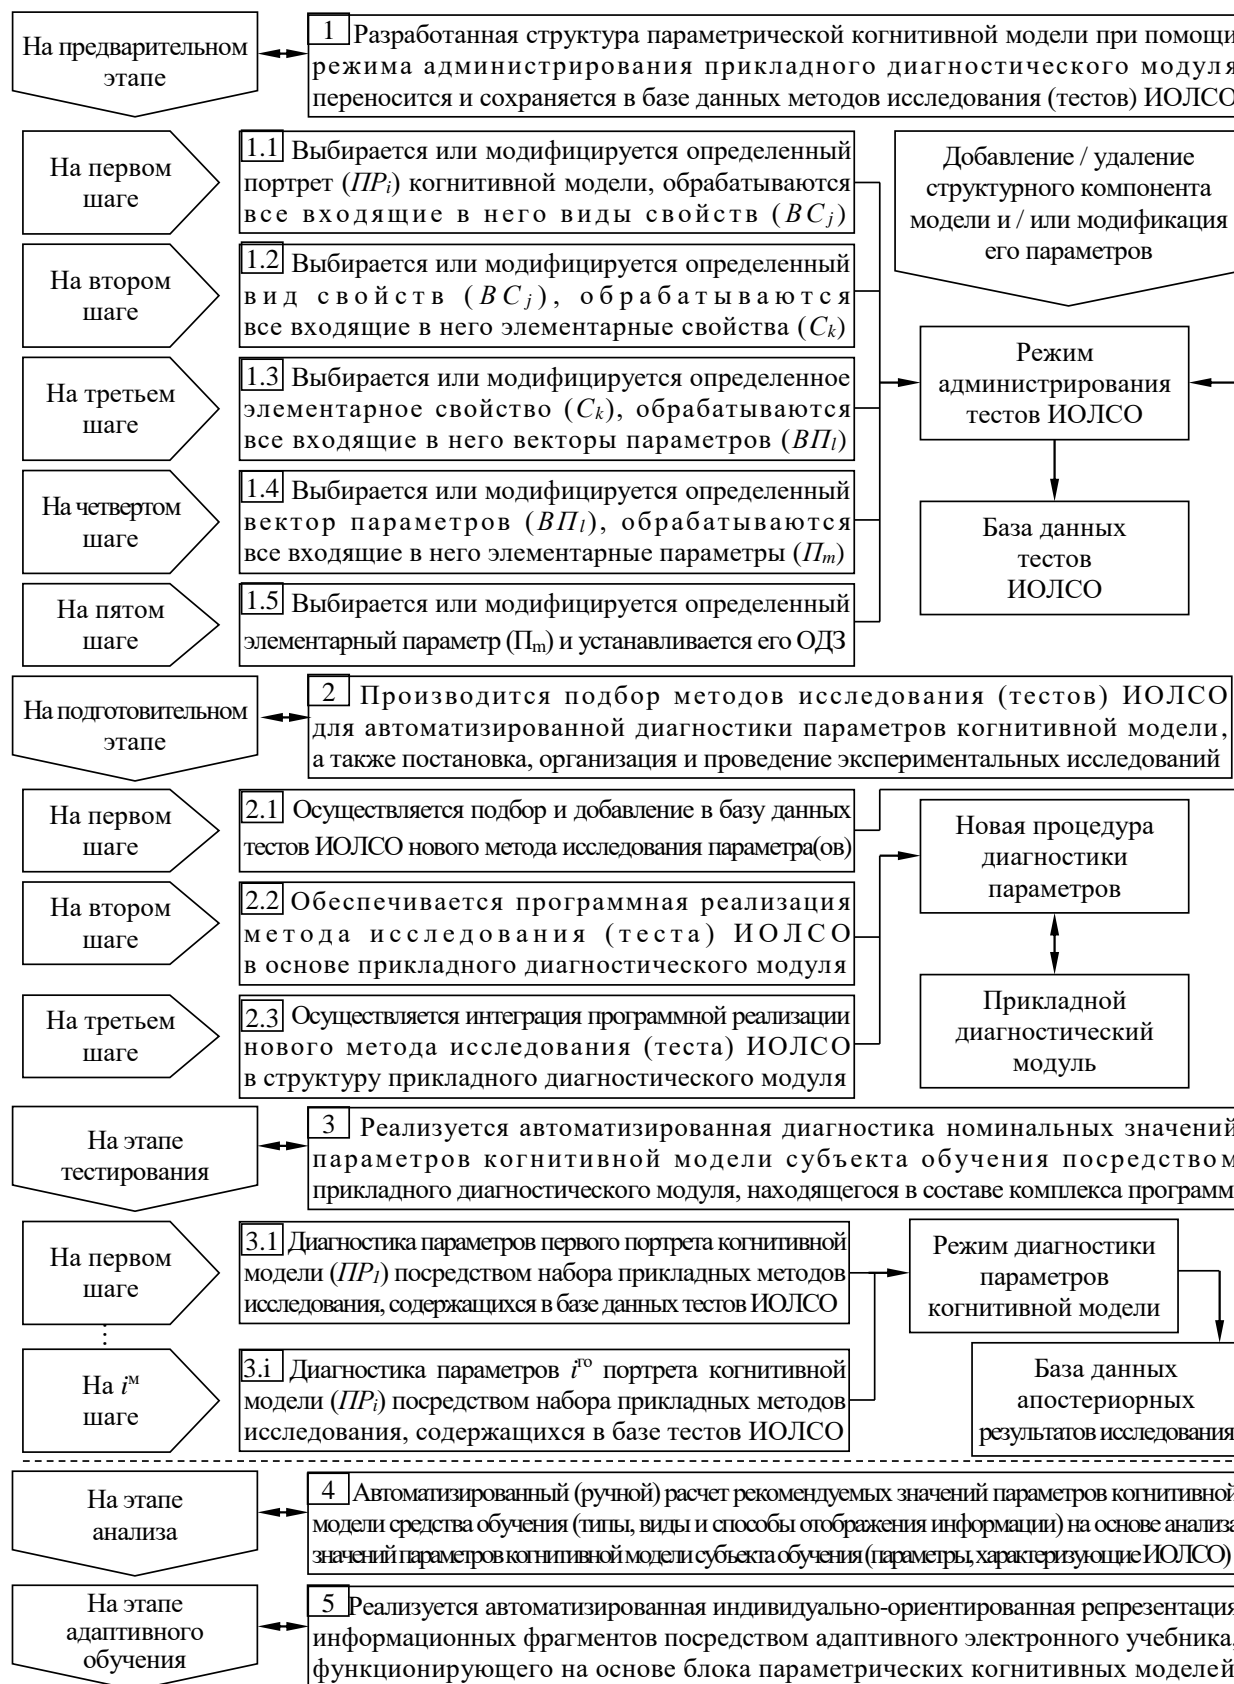 На предварительном
этапе
1 Разработанная структура параметрической когнитивной модели при помощи
режима администрирования прикладного диагностического модуля
переносится и сохраняется в базе данных методов исследования (тестов) ИОЛСО
На первом
шаге
1.1 Выбирается или модифицируется определенный
портрет (ПРi) когнитивной модели, обрабатываются
все входящие в него виды свойств (ВСj)
Добавление / удаление
структурного компонента
модели и / или модификация
его параметров
На втором
шаге
1.2 Выбирается или модифицируется определенный
вид свойств (ВСj), обрабатываются
все входящие в него элементарные свойства (Сk)
На третьем
шаге
1.3 Выбирается или модифицируется определенное
элементарное свойство (Сk), обрабатываются
все входящие в него векторы параметров (ВПl)
Режим
администрирования
тестов ИОЛСО
На четвертом
шаге
1.4 Выбирается или модифицируется определенный
вектор параметров (ВПl), обрабатываются
все входящие в него элементарные параметры (Пm)
База данных
тестов
ИОЛСО
На пятом
шаге
1.5 Выбирается или модифицируется определенный
элементарный параметр (Пm) и устанавливается его ОДЗ
На подготовительном
этапе
2 Производится подбор методов исследования (тестов) ИОЛСО
для автоматизированной диагностики параметров когнитивной модели,
а также постановка, организация и проведение экспериментальных исследований
На первом
шаге
2.1 Осуществляется подбор и добавление в базу данных
тестов ИОЛСО нового метода исследования параметра(ов)
Новая процедура
диагностики
параметров
На втором
шаге
2.2 Обеспечивается программная реализация
метода исследования (теста) ИОЛСО
в основе прикладного диагностического модуля
На третьем
шаге
2.3 Осуществляется интеграция программной реализации
нового метода исследования (теста) ИОЛСО
в структуру прикладного диагностического модуля
Прикладной
диагностический
модуль
На этапе
тестирования
3 Реализуется автоматизированная диагностика номинальных значений
параметров когнитивной модели субъекта обучения посредством
прикладного диагностического модуля, находящегося в составе комплекса программ
На первом
шаге
3.1 Диагностика параметров первого портрета когнитивной
модели (ПР1) посредством набора прикладных методов
исследования, содержащихся в базе данных тестов ИОЛСО
Режим диагностики
параметров
когнитивной модели
На iм
шаге
3.i Диагностика параметров iго портрета когнитивной
модели (ПРi) посредством набора прикладных методов
исследования, содержащихся в базе тестов ИОЛСО
База данных
апостериорных
результатов исследования
На этапе
анализа
4 Автоматизированный (ручной) расчет рекомендуемых значений параметров когнитивной
модели средства обучения (типы, виды и способы отображения информации) на основе анализа
значений параметров когнитивной модели субъекта обучения (параметры, характеризующие ИОЛСО)
На этапе
адаптивного
обучения
5 Реализуется автоматизированная индивидуально-ориентированная репрезентация
информационных фрагментов посредством адаптивного электронного учебника,
функционирующего на основе блока параметрических когнитивных моделей